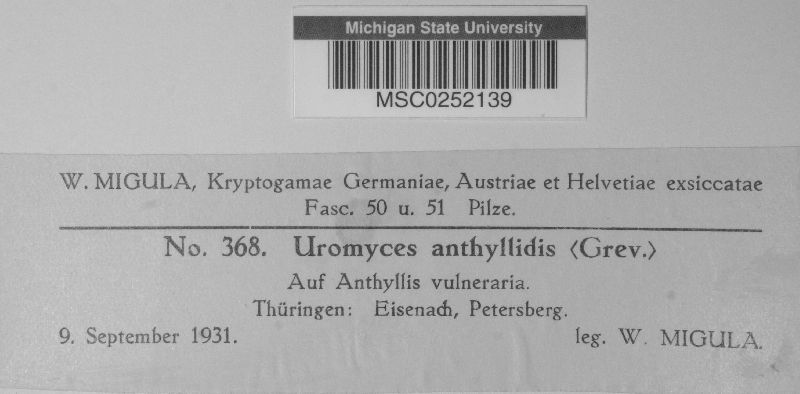 Michigan State University
MSC0252139
W. MIGULA, Kryptogamae Germaniae, Austriae et Helvetiae exsiccatae
Fasc. 50 u. 51 Pilze.
No. 368. Uromyces anthyllidis ⟨Grev.⟩
Auf Anthyllis vulneraria.
Thüringen: Eisenach, Petersberg.
9. September 1931. leg. W. MIGULA.